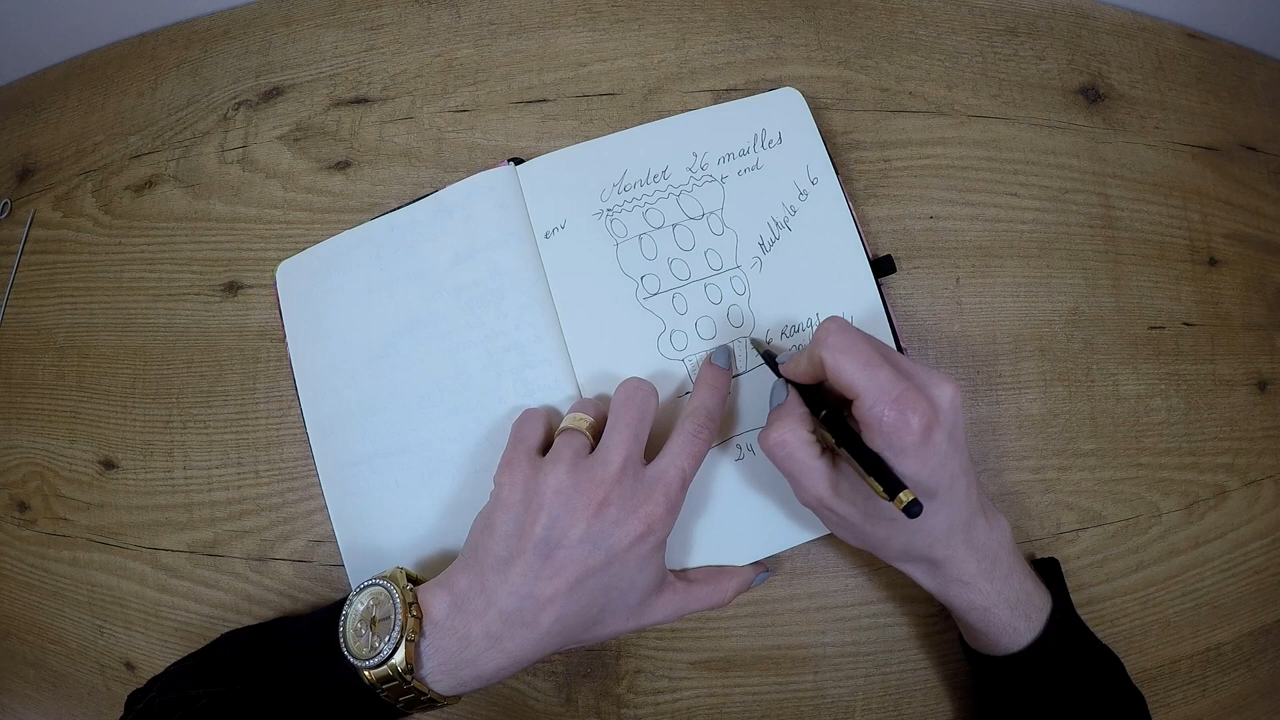 Monter 26 mailles
end
env
Multiple de 6
6 Rangs
24